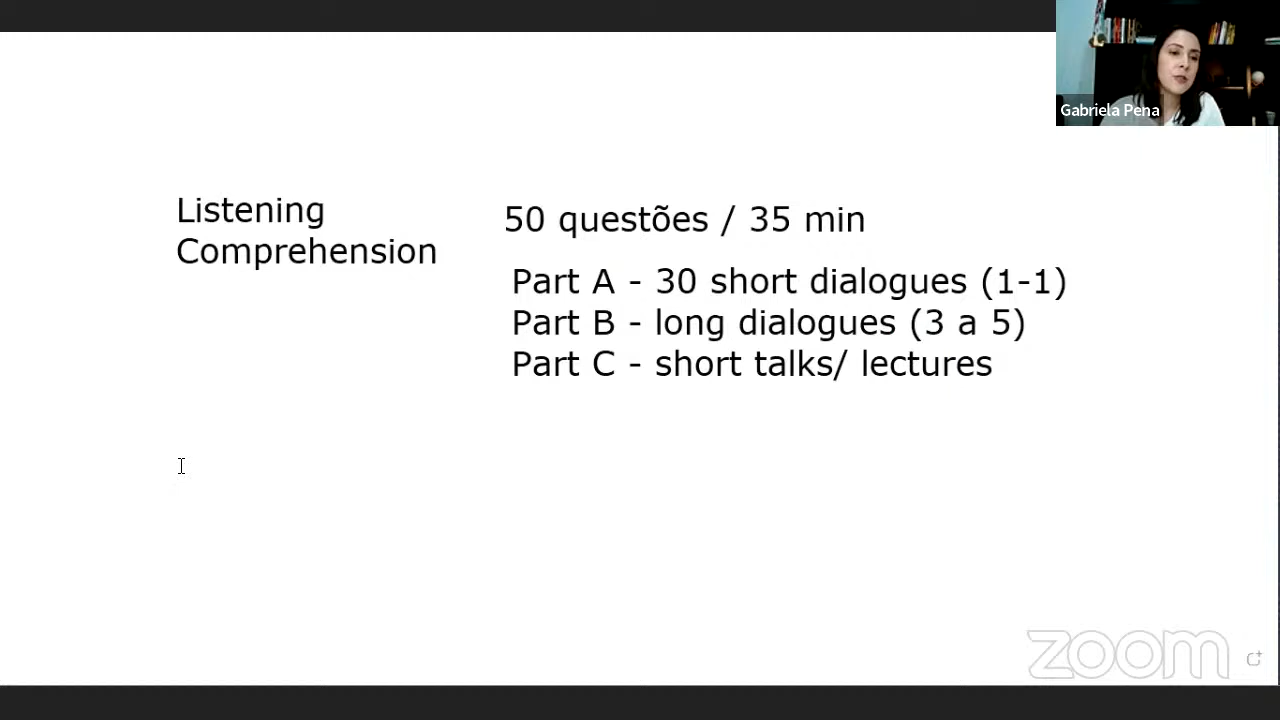 Gabriela Pena
Listening
Comprehension
50 questões / 35 min
Part A - 30 short dialogues (1-1)
Part B - long dialogues (3 a 5)
Part C - short talks/ lectures
zoom